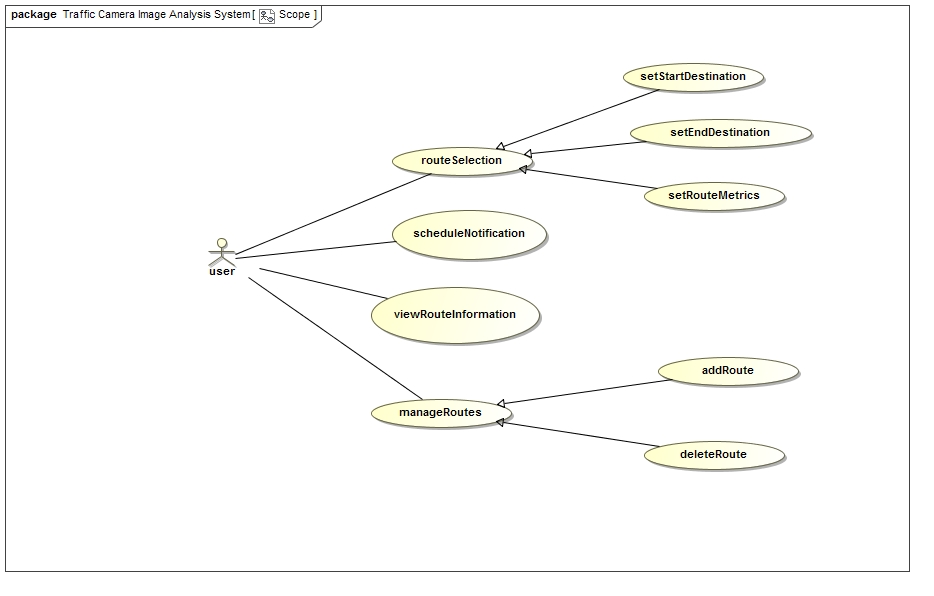 package Traffic Camera Image Analysis System[ Scope ]
setStartDestination
setEndDestination
routeSelection
setRouteMetrics
scheduleNotification
user
viewRouteInformation
addRoute
manageRoutes
deleteRoute